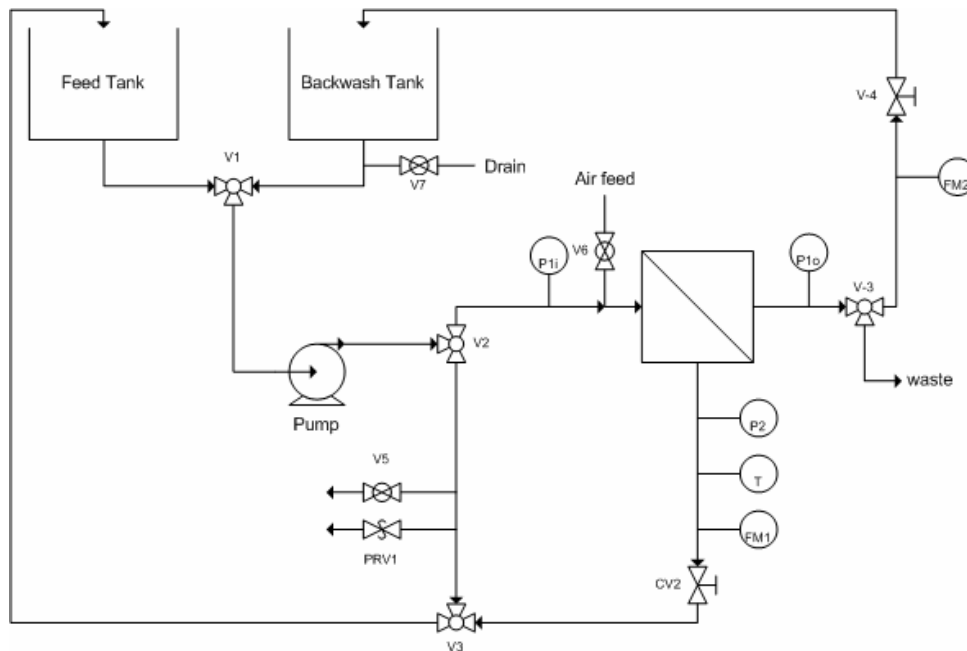 Feed Tank
Backwash Tank
V-4
V1
V7
Drain
Air feed
FM2
V6
P1i
P1o
V-3
V2
waste
Pump
P2
V5
T
PRV1
FM1
CV2
V3